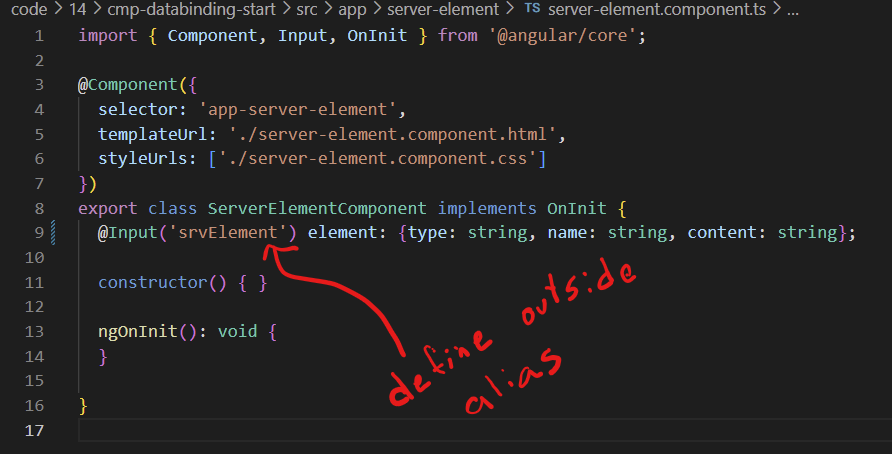 code > 14 > cmp-databinding-start > src > app > server-element > TS server-element.component.ts > ...
1 import { Component, Input, OnInit } from '@angular/core';
2
3 @Component({
4 selector: 'app-server-element',
5 templateUrl: './server-element.component.html',
6 styleUrls: ['./server-element.component.css']
7 })
8 export class ServerElementComponent implements OnInit {
9 @Input('srvElement') element: {type: string, name: string, content: string};
10
11 constructor() { }
12
13 ngOnInit(): void {
14 }
15
16 }
17
define outside
alias